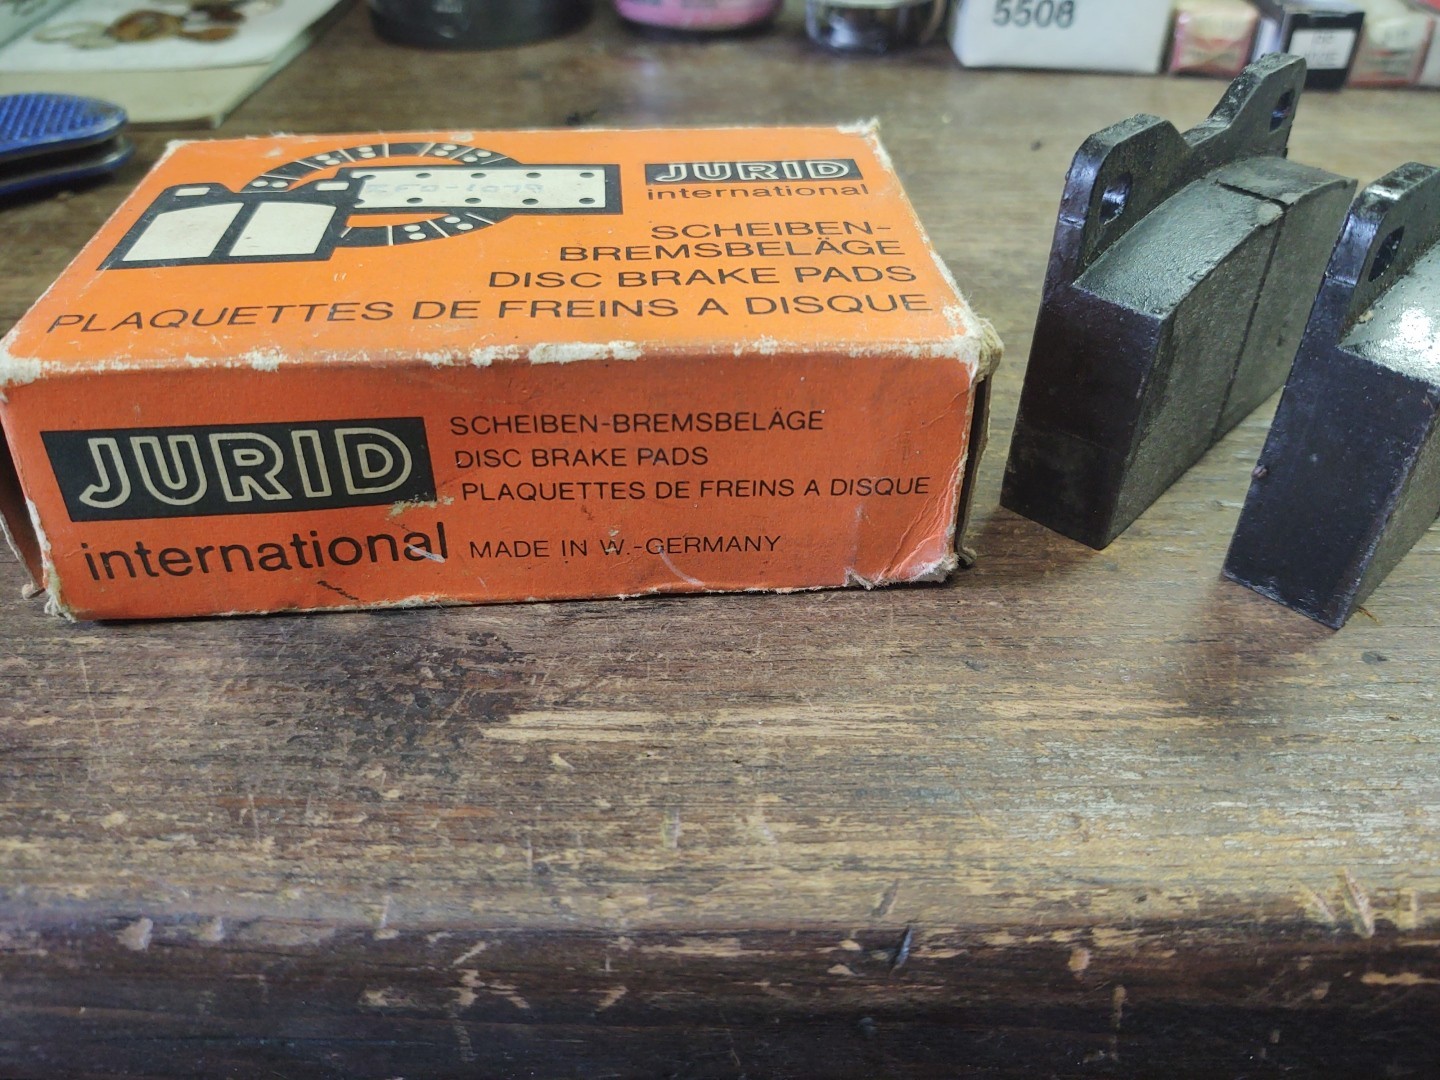 5508
JURID
international
SCHEIBEN-
BREMSBELÄGE
DISC BRAKE PADS
PLAQUETTES DE FREINS A DISQUE
JURID
international
SCHEIBEN-BREMSBELÄGE
DISC BRAKE PADS
PLAQUETTES DE FREINS A DISQUE
MADE IN W.-GERMANY